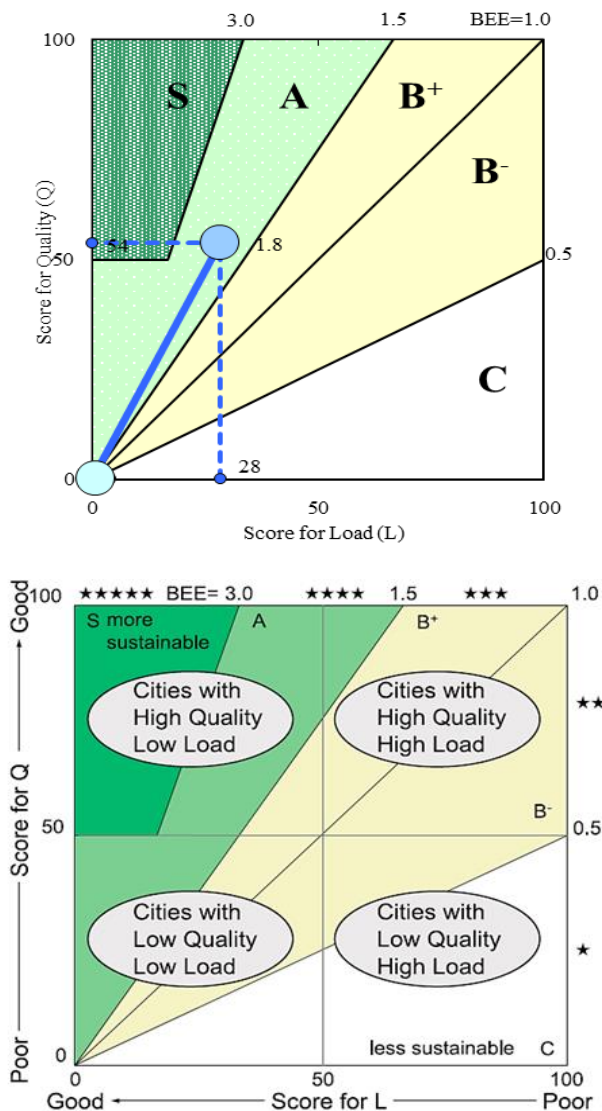 3.0 1.5 BEE=1.0
100
S A B+
B-
54 1.8
50 0.5
C
Score for Quality (Q)
28
0
0 50 100
Score for Load (L)
100 ★★★★★ BEE= 3.0 ★★★★ 1.5 ★★★ 1.0
S more
sustainable
A B+
Cities with
High Quality
Low Load
Cities with
High Quality
High Load
★★
B-
50 0.5
Cities with
Low Quality
Low Load
Cities with
Low Quality
High Load
★
less sustainable C
0
Poor Score for Q Good
0 50 100
Good Score for L Poor